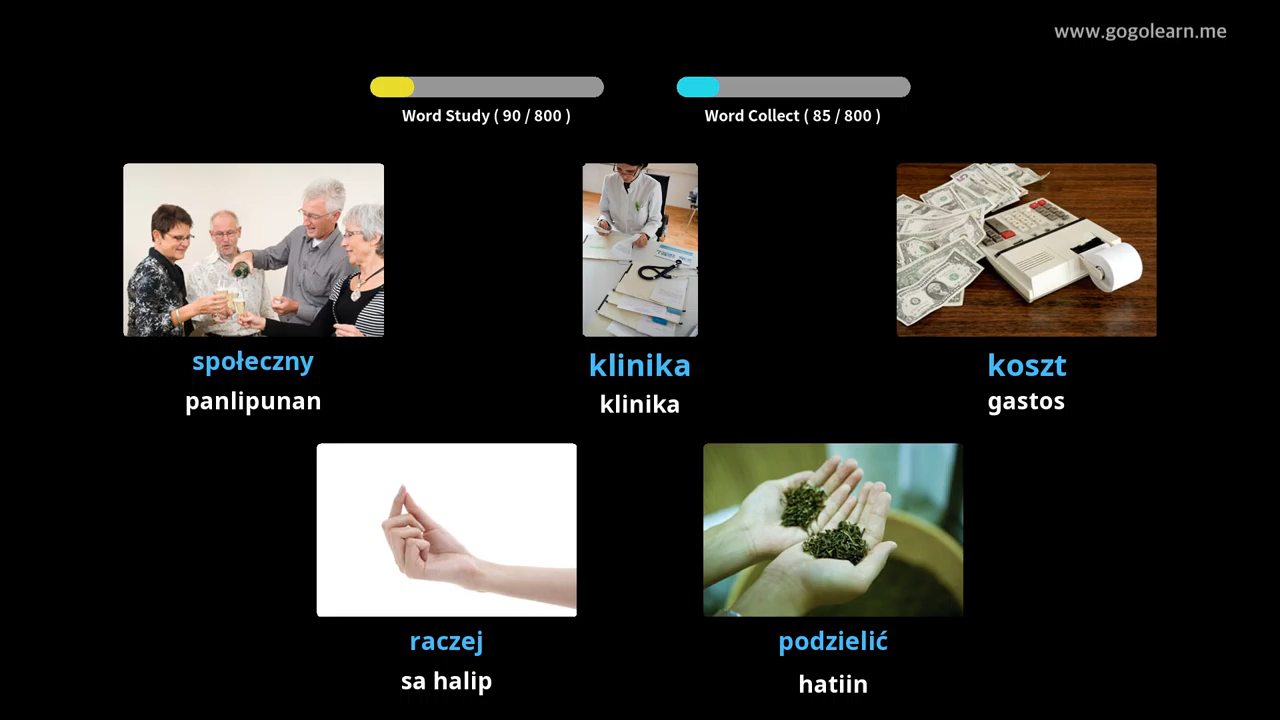 www.gogolearn.me
Word Study ( 90 / 800 )
Word Collect ( 85 / 800 )
społeczny
panlipunan
klinika
klinika
koszt
gastos
raczej
sa halip
podzielić
hatiin